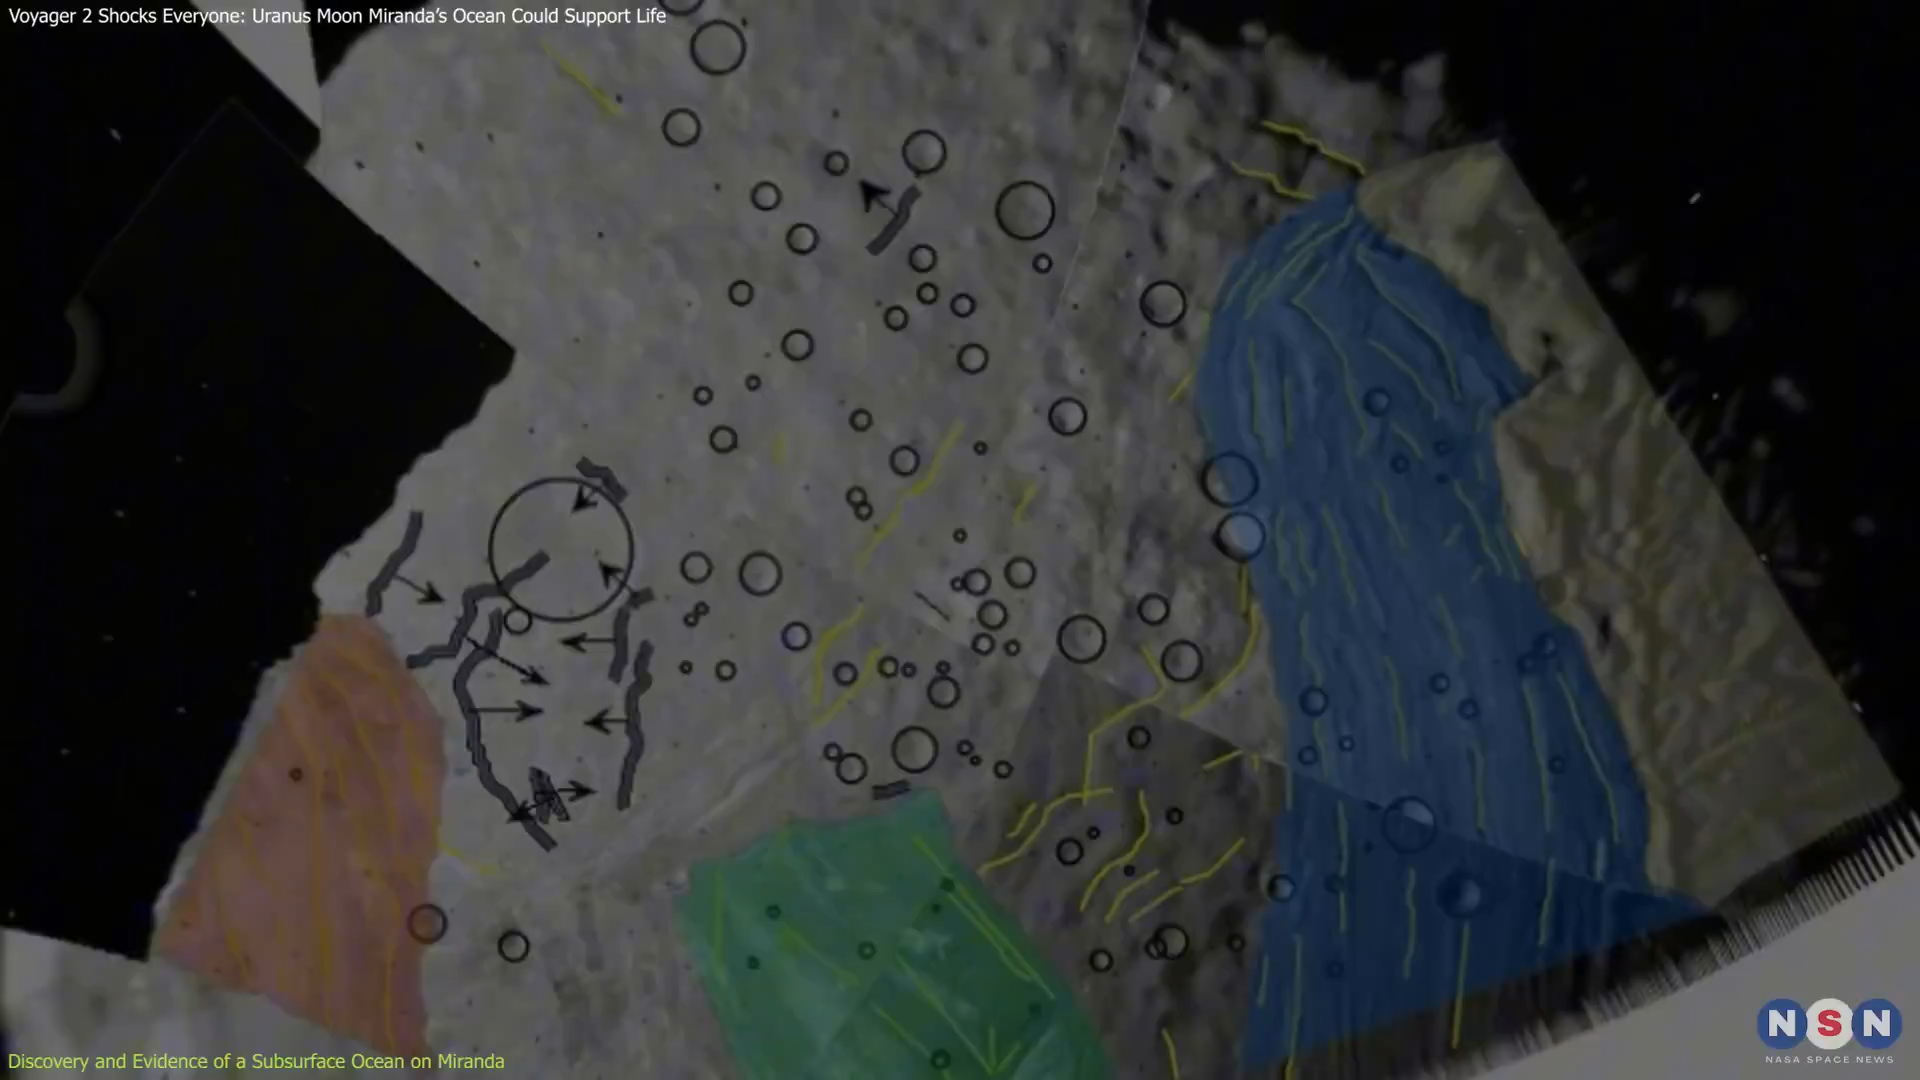 Voyager 2 Shocks Everyone: Uranus Moon Miranda's Ocean Could Support Life
Discovery and Evidence of a Subsurface Ocean on Miranda
NSN
NASA SPACE NEWS